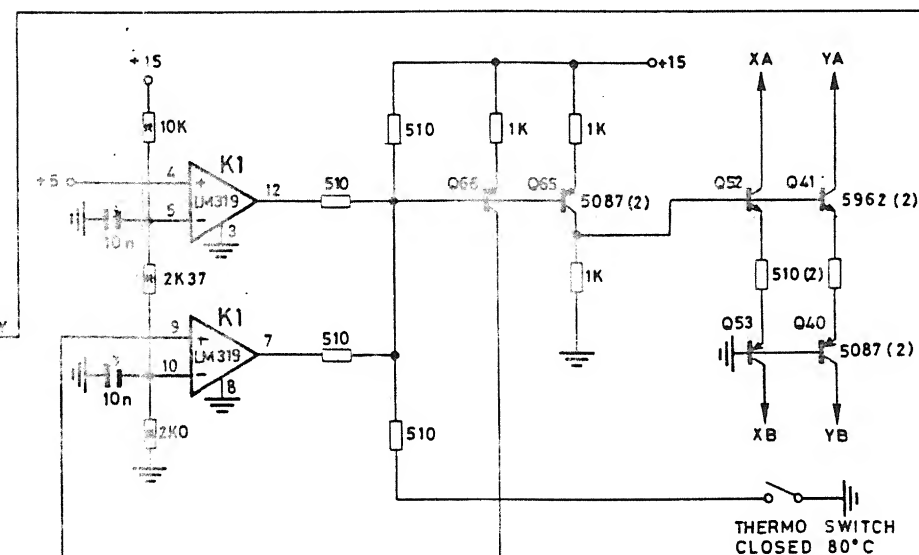 +15
10K
+5
4
K1
+
LM319
-
5
12
3
10n
510
2K37
9
K1
+
LM319
-
10
7
8
10n
510
2K0
510
510
1K
1K
+15
Q66
Q65
5087 (2)
1K
XA
YA
Q52
Q41
5962 (2)
510 (2)
Q53
Q40
5087 (2)
XB
YB
THERMO SWITCH
CLOSED 80°C